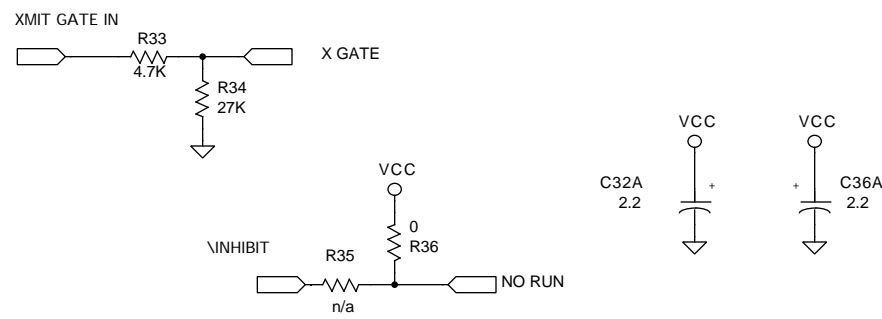 XMIT GATE IN
R33
4.7K
X GATE
R34
27K
VCC
0
R36
\INHIBIT
R35
n/a
NO RUN
VCC
C32A
2.2
+
VCC
+
C36A
2.2